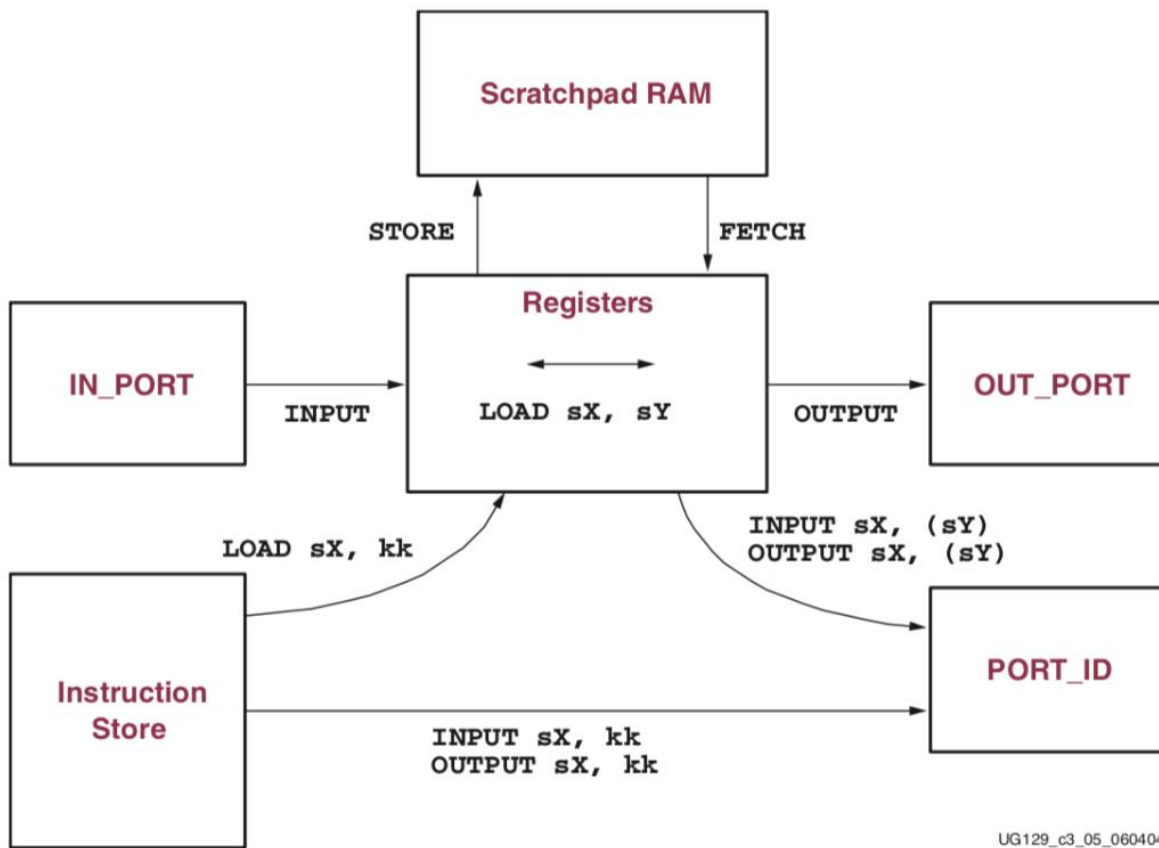 Scratchpad RAM
STORE
FETCH
Registers
IN_PORT
OUT_PORT
INPUT
LOAD sX, sY
OUTPUT
LOAD sX, kk
INPUT sX, (sY)
OUTPUT sX, (sY)
Instruction
Store
PORT_ID
INPUT sX, kk
OUTPUT sX, kk
UG129_c3_05_060404